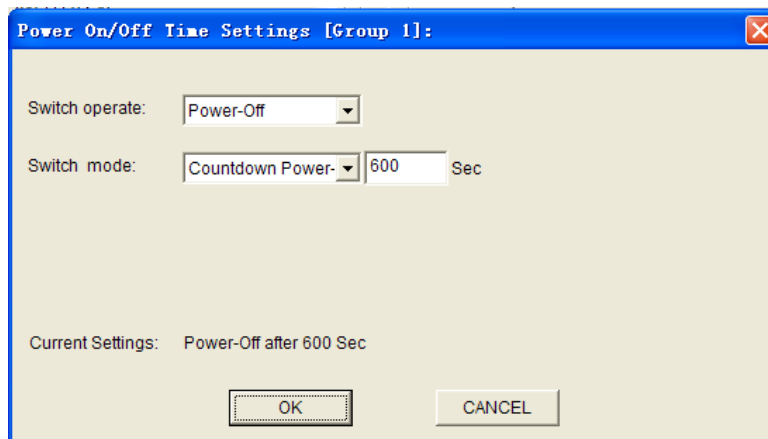 Power On/Off Time Settings [Group 1]:
Switch operate: Power-Off
Switch mode: Countdown Power- 600 Sec
Current Settings: Power-Off after 600 Sec
OK CANCEL